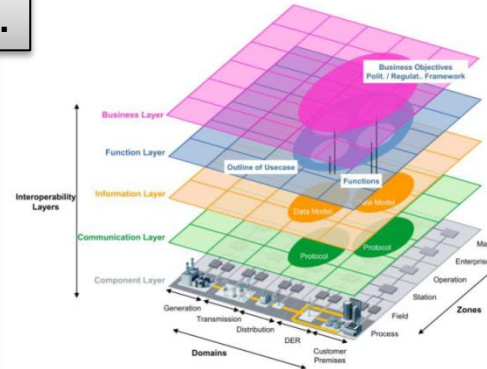 .
Business Objectives
Polit. / Regulat.. Framework
Business Layer
Function Layer
Outline of Usecase
Functions
Interoperability
Layers
Information Layer
Data Model
Model
Communication Layer
Protocol
Protocol
Component Layer
Generation
Transmission
Distribution
DER
Customer
Premises
Domains
Process
Field
Station
Operation
Enterprise
Zones